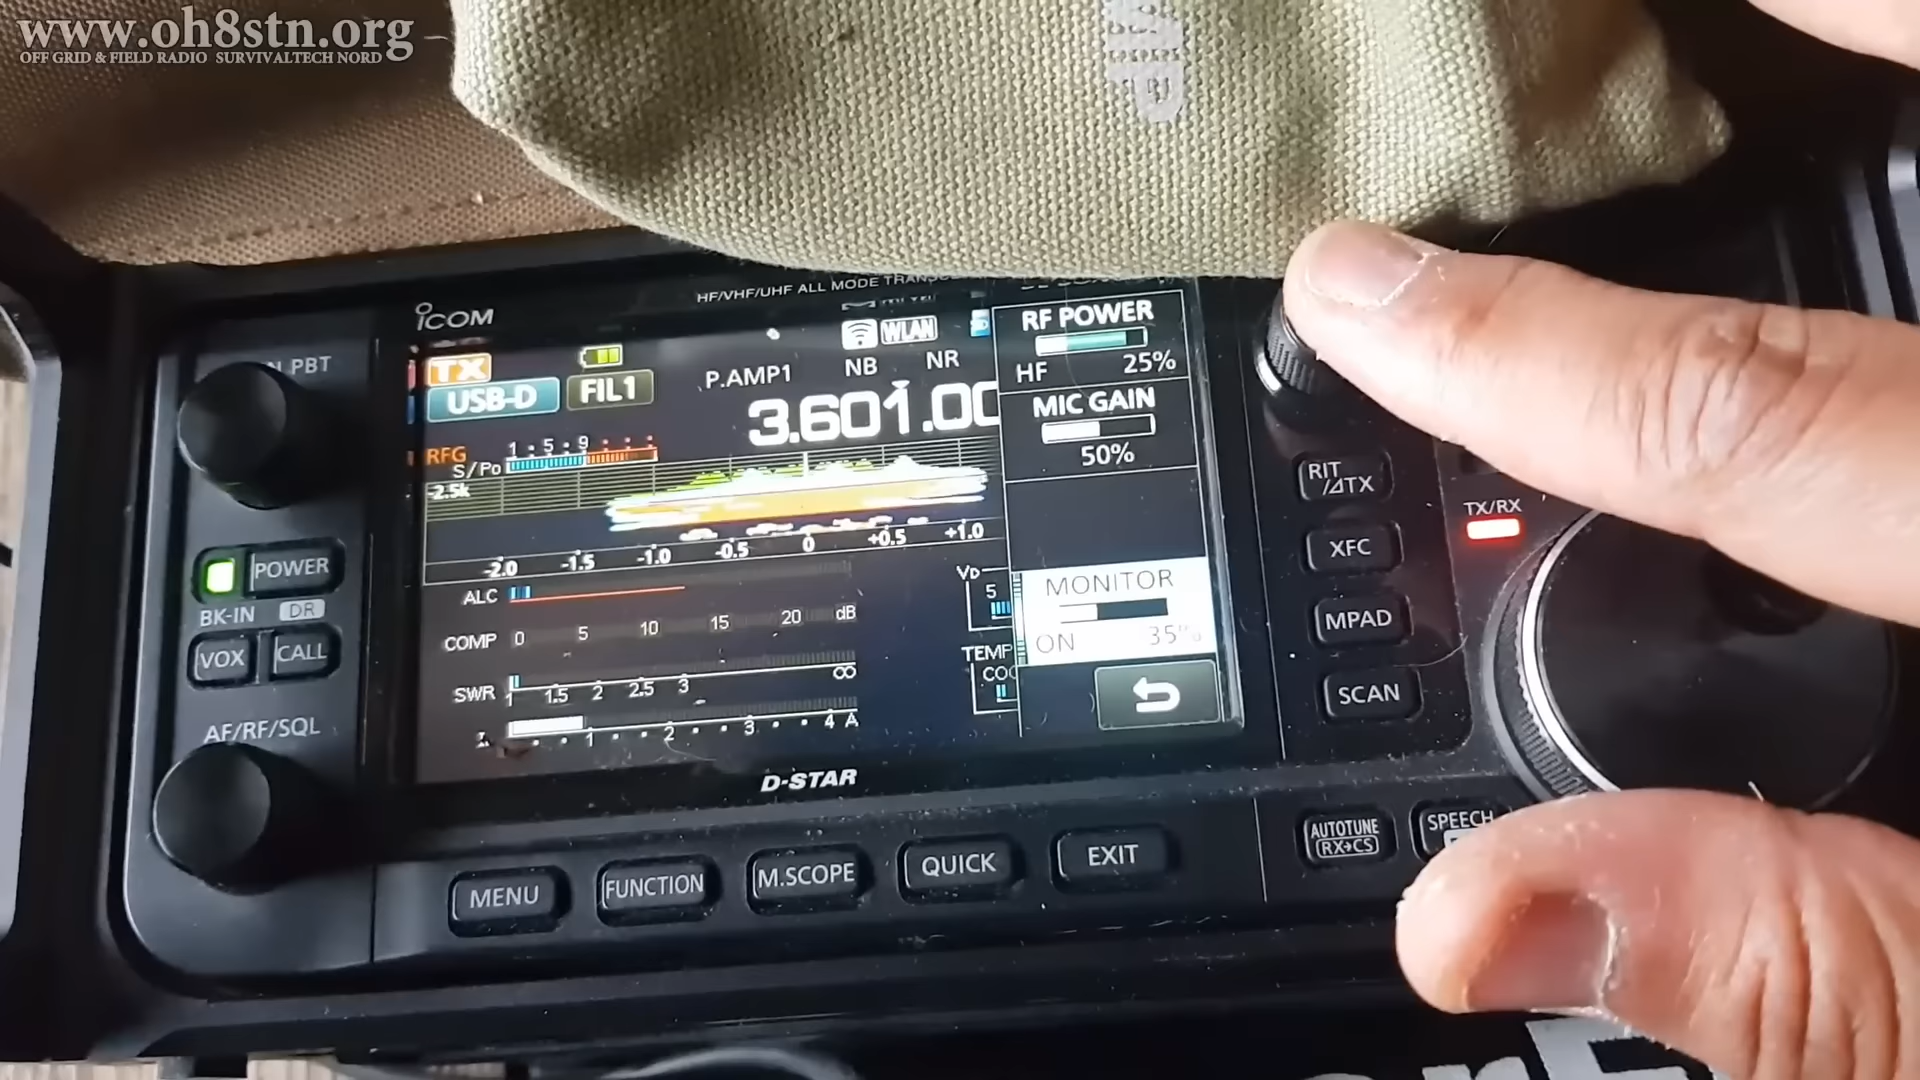 www.oh8stn.org
OFF GRID & FIELD RADIO SURVIVALTECH NORD
MP
ICOM
HF/VHF/UHF ALL MODE
PBT
TX
USB-D
FIL1
P.AMP1
WLAN
NB
NR
3.601.00
RFG
S/Po
1 5 9
-2.5k
-2.0 -1.5 -1.0 -0.5 0 +0.5 +1.0
ALC
COMP 0 5 10 15 20 dB
SWR 1 1.5 2 2.5 3 ∞
1 2 3 4 A
VD
5
TEMP
RF POWER
HF 25%
MIC GAIN
50%
MONITOR
ON 35%
D-STAR
POWER
BK-IN DR
VOX CALL
AF/RF/SQL
MENU FUNCTION M.SCOPE QUICK EXIT
RIT
/⊿TX
XFC
MPAD
SCAN
TX/RX
AUTOTUNE
RX→CS
SPEECH